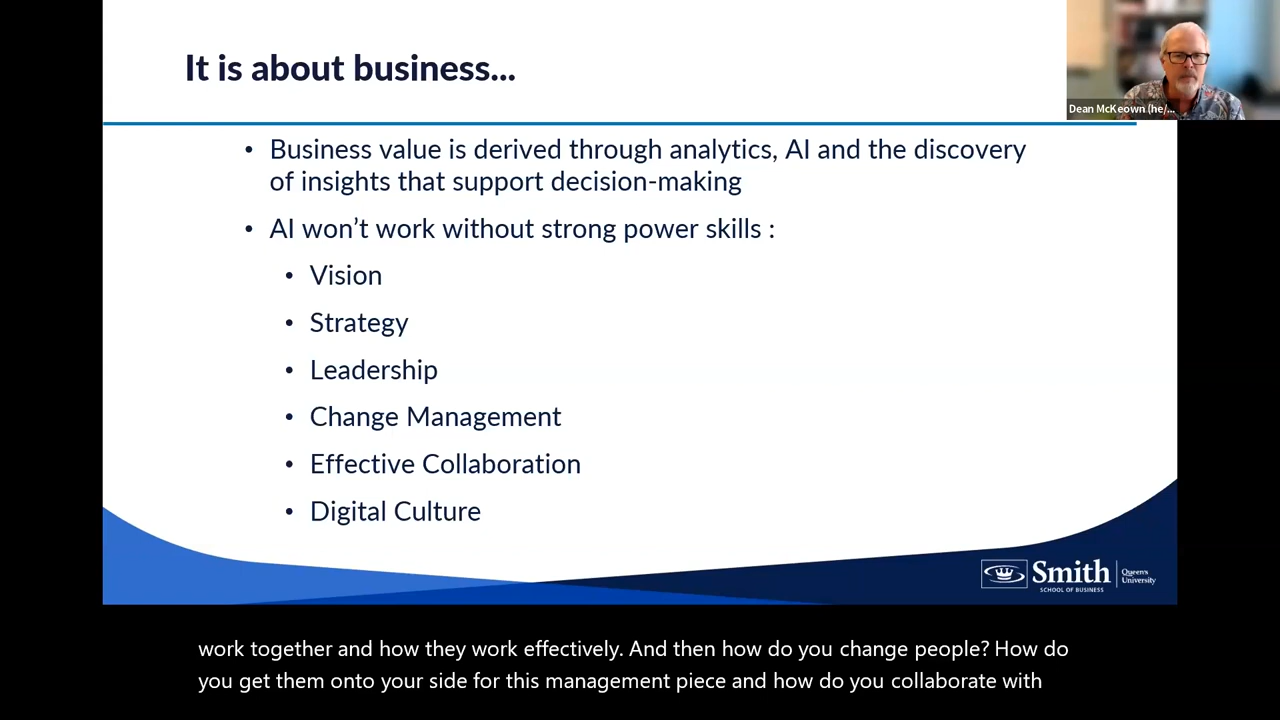 It is about business...
Dean McKeown (he/...
• Business value is derived through analytics, AI and the discovery
of insights that support decision-making
• AI won’t work without strong power skills :
• Vision
• Strategy
• Leadership
• Change Management
• Effective Collaboration
• Digital Culture
Smith
SCHOOL OF BUSINESS
Queen's
University
work together and how they work effectively. And then how do you change people? How do
you get them onto your side for this management piece and how do you collaborate with